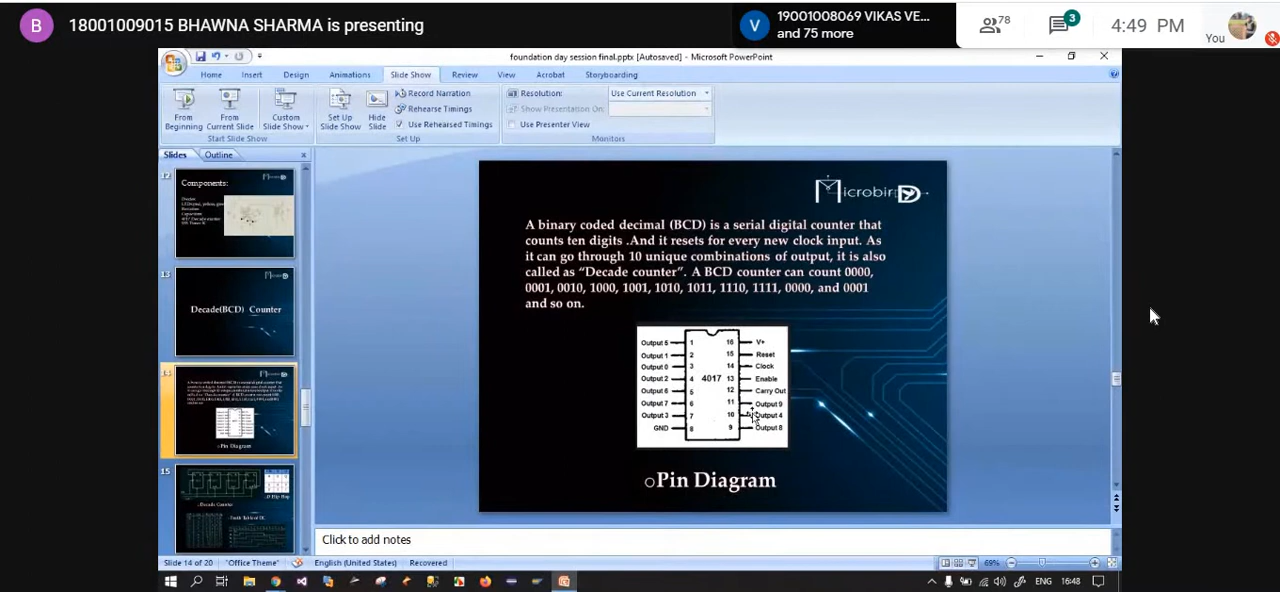 B 18001009015 BHAWNA SHARMA is presenting
V 19001008069 VIKAS VE...
and 75 more
78
3
4:49 PM
You
foundation day session final.pptx [Autosaved] - Microsoft PowerPoint
Home Insert Design Animations Slide Show Review View Acrobat Storyboarding
From Beginning
From Current Slide
Custom Slide Show
Start Slide Show
Set Up Slide Show
Hide Slide
Record Narration
Rehearse Timings
Use Rehearsed Timings
Set Up
Resolution: Use Current Resolution
Show Presentation On:
Use Presenter View
Monitors
Slides Outline
12
Components:
13
Decade(BCD) Counter
14
Pin Diagram
15
Decade Counter
MicrobirD
A binary coded decimal (BCD) is a serial digital counter that
counts ten digits .And it resets for every new clock input. As
it can go through 10 unique combinations of output, it is also
called as “Decade counter”. A BCD counter can count 0000,
0001, 0010, 1000, 1001, 1010, 1011, 1110, 1111, 0000, and 0001
and so on.
Output 5 1 16 V+
Output 1 2 15 Reset
Output 0 3 14 Clock
Output 2 4 4017 13 Enable
Output 6 5 12 Carry Out
Output 7 6 11 Output 9
Output 3 7 10 Output 4
GND 8 9 Output 8
Pin Diagram
Click to add notes
Slide 14 of 20 "Office Theme" English (United States) Recovered
69%
ENG 16:48